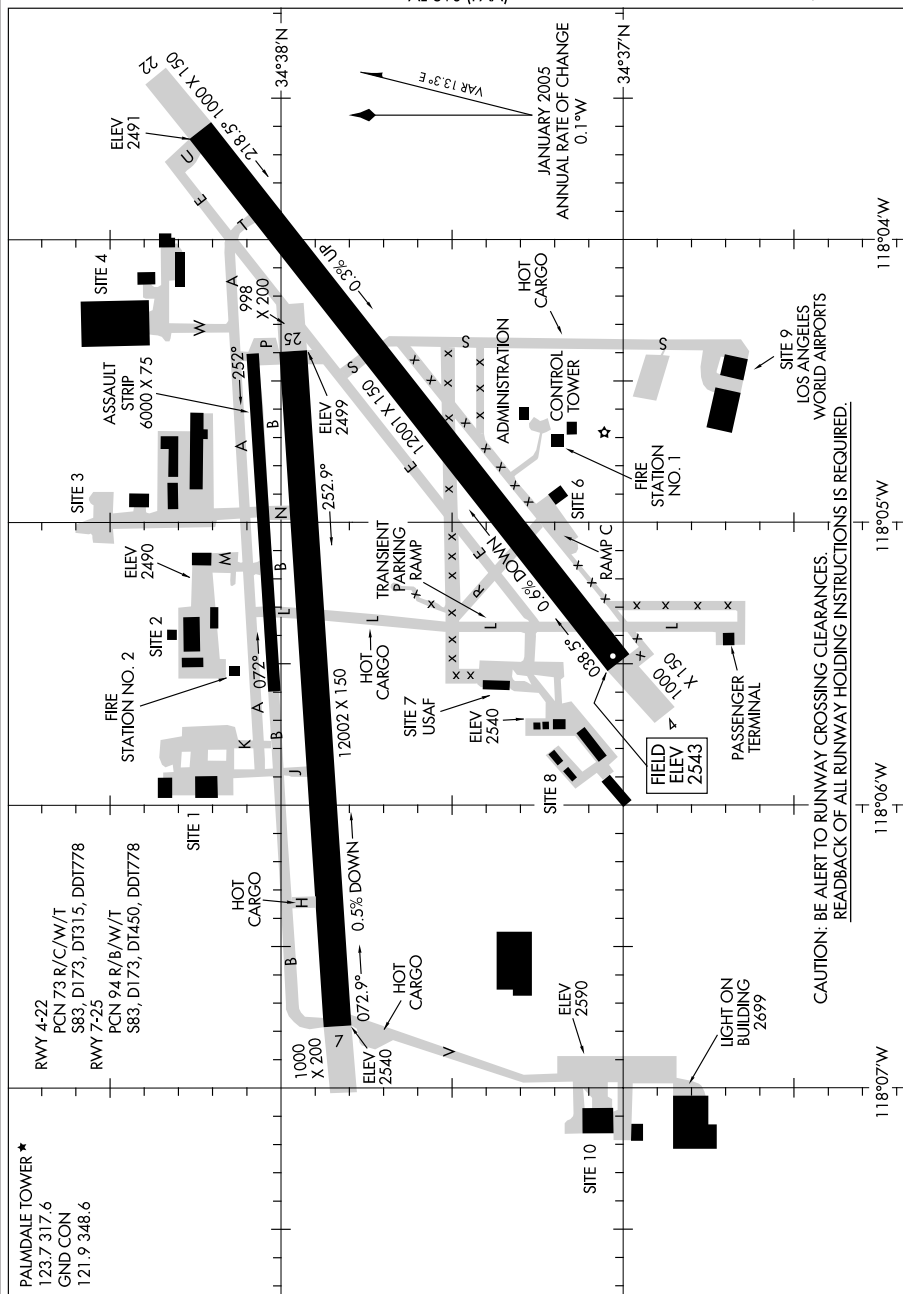 PALMDALE TOWER ★
123.7 317.6
GND CON
121.9 348.6
RWY 4-22
PCN 73 R/C/W/T
S83, D173, DT315, DDT778
RWY 7-25
PCN 94 R/B/W/T
S83, D173, DT450, DDT778
SITE 1
FIRE
STATION NO. 2
SITE 2
ELEV
2490
SITE 3
ASSAULT
STRIP
6000 X 75
SITE 4
ELEV
2491
22
1000 X 150
218.5°
U
E
T
A
W
998
X 200
252°
P
25
B
A
ELEV
2499
252.9°
N
B
M
L
072°
A
B
K
J
12002 X 150
HOT
CARGO
H
B
0.5% DOWN
072.9°
7
1000
X 200
ELEV
2540
HOT
CARGO
V
34°38'N
VAR 13.3° E
JANUARY 2005
ANNUAL RATE OF CHANGE
0.1°W
0.3% UP
12001 X 150
0.6% DOWN
038.5°
S
E
R
E
L
HOT
CARGO
L
TRANSIENT
PARKING
RAMP
SITE 7
USAF
ELEV
2540
SITE 8
FIELD
ELEV
2543
4
1000
X 150
L
PASSENGER
TERMINAL
RAMP C
SITE 6
FIRE
STATION
NO. 1
CONTROL
TOWER
ADMINISTRATION
HOT
CARGO
S
SITE 9
LOS ANGELES
WORLD AIRPORTS
34°37'N
SITE 10
ELEV
2590
LIGHT ON
BUILDING
2699
CAUTION: BE ALERT TO RUNWAY CROSSING CLEARANCES.
READBACK OF ALL RUNWAY HOLDING INSTRUCTIONS IS REQUIRED.
118°07'W
118°06'W
118°05'W
118°04'W